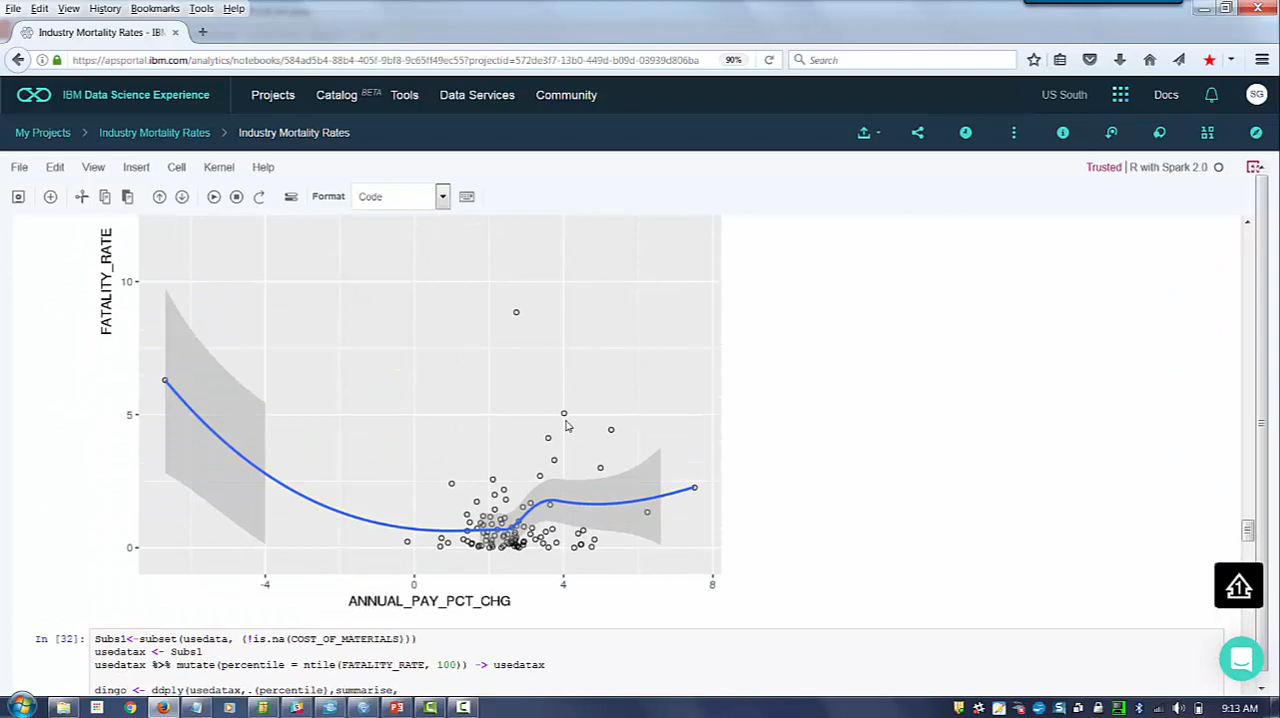 File Edit View History Bookmarks Tools Help
Industry Mortality Rates - IBM
https://apsportal.ibm.com/analytics/notebooks/584ad5b4-88b4-405f-9bf8-9c65ff49ec55?projectid=572de3f7-13b0-449d-b09d-03939d806ba
90%
Search
IBM Data Science Experience
Projects Catalog BETA Tools Data Services Community
US South
Docs
SG
My Projects > Industry Mortality Rates > Industry Mortality Rates
File Edit View Insert Cell Kernel Help
Trusted | R with Spark 2.0
Format Code
FATALITY_RATE
10
5
0
-4 0 4 8
ANNUAL_PAY_PCT_CHG
In [32]: Subs1<-subset(usedata, (!is.na(COST_OF_MATERIALS)))
usedatax <- Subs1
usedatax %>% mutate(percentile = ntile(FATALITY_RATE, 100)) -> usedatax
dingo <- ddply(usedatax,.(percentile),summarise,
1
9:13 AM